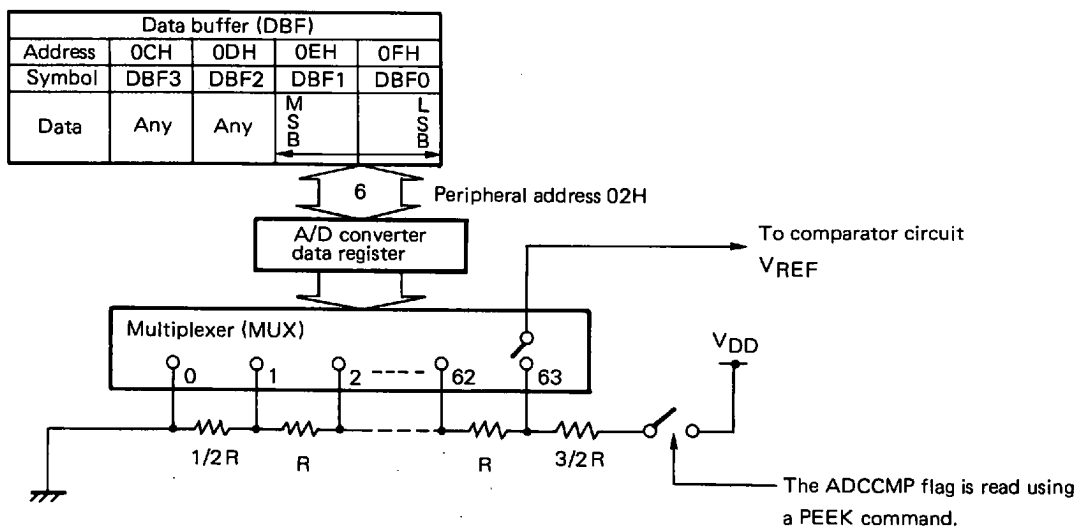 Data buffer (DBF)
Address 0CH 0DH 0EH 0FH
Symbol DBF3 DBF2 DBF1 DBF0
Data Any Any MSB LSB
6
Peripheral address 02H
A/D converter
data register
To comparator circuit
VREF
Multiplexer (MUX)
0 1 2 62 63
VDD
1/2R R R 3/2R
The ADCCMP flag is read using
a PEEK command.